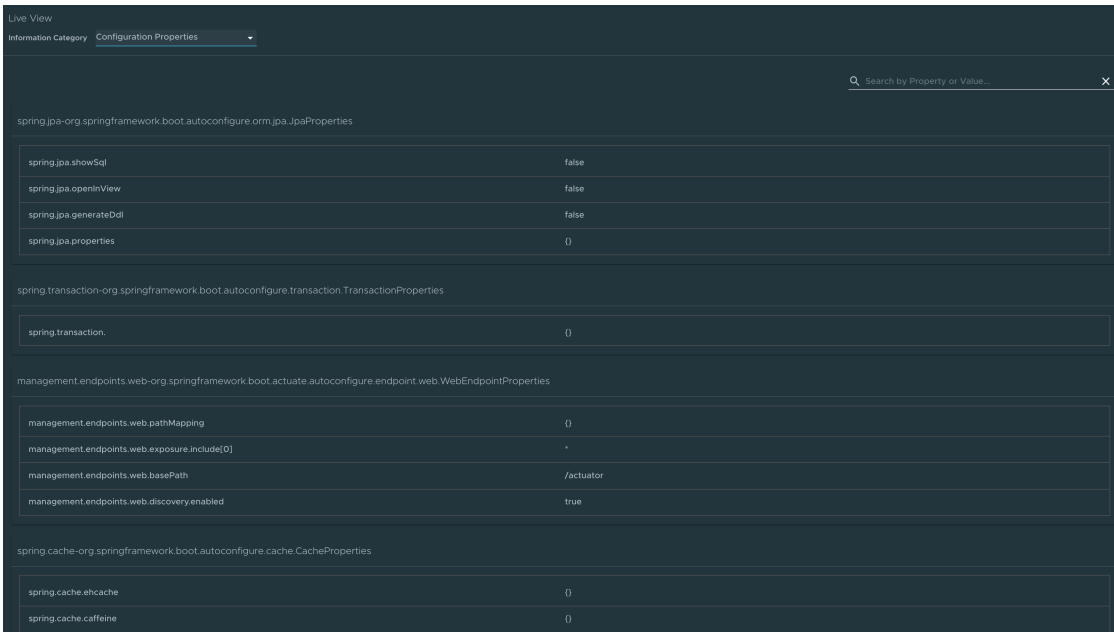 Live View
Information Category Configuration Properties
Search by Property or Value...
spring.jpa-org.springframework.boot.autoconfigure.orm.jpa.JpaProperties
spring.jpa.showSql false
spring.jpa.openInView false
spring.jpa.generateDdl false
spring.jpa.properties {}
spring.transaction-org.springframework.boot.autoconfigure.transaction.TransactionProperties
spring.transaction. {}
management.endpoints.web-org.springframework.boot.actuate.autoconfigure.endpoint.web.WebEndpointProperties
management.endpoints.web.pathMapping {}
management.endpoints.web.exposure.include[0] *
management.endpoints.web.basePath /actuator
management.endpoints.web.discovery.enabled true
spring.cache-org.springframework.boot.autoconfigure.cache.CacheProperties
spring.cache.ehcache {}
spring.cache.caffeine {}